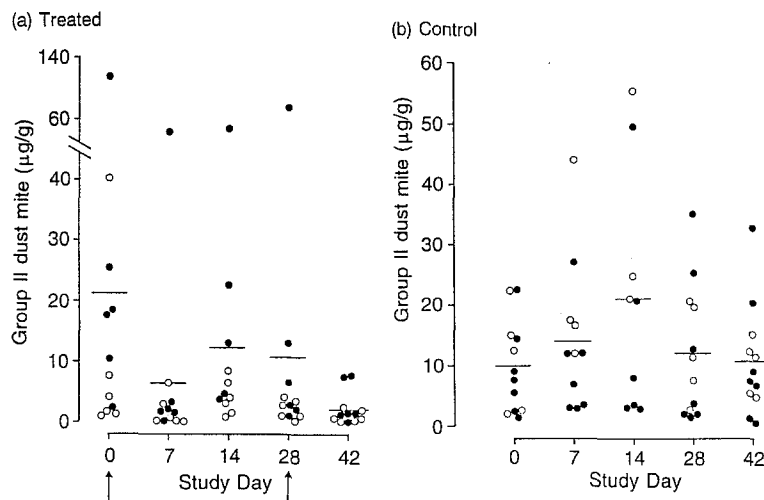 (a) Treated
140
60
40
30
20
10
0
Group II dust mite (µg/g)
0 7 14 28 42
Study Day
(b) Control
60
50
40
30
20
10
0
Group II dust mite (µg/g)
0 7 14 28 42
Study Day